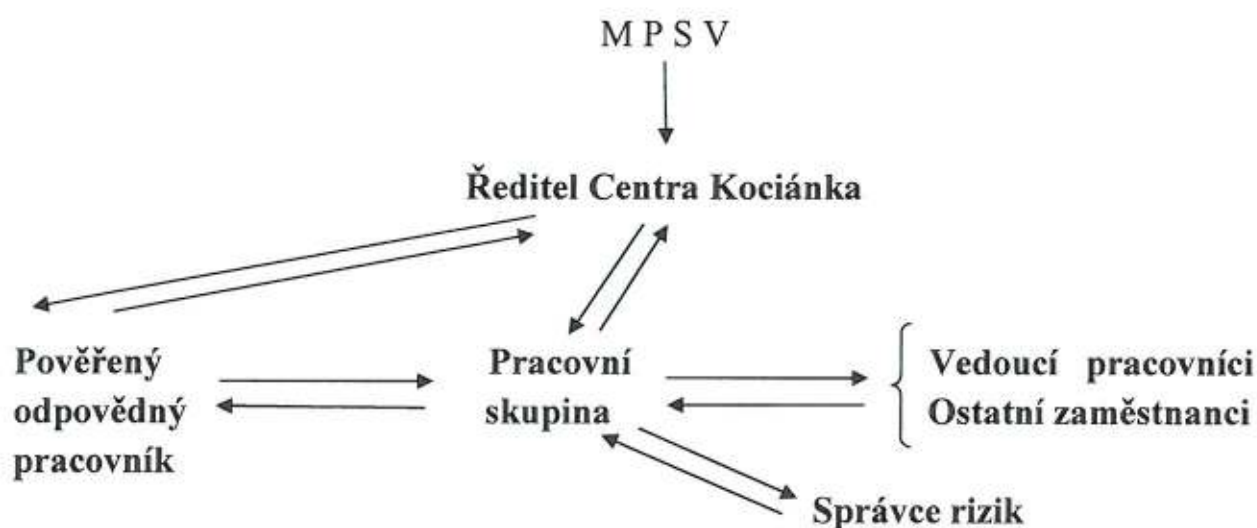 M P S V
Ředitel Centra Kociánka
Pověřený
odpovědný
pracovník
Pracovní
skupina
Vedoucí pracovníci
Ostatní zaměstnanci
Správce rizik